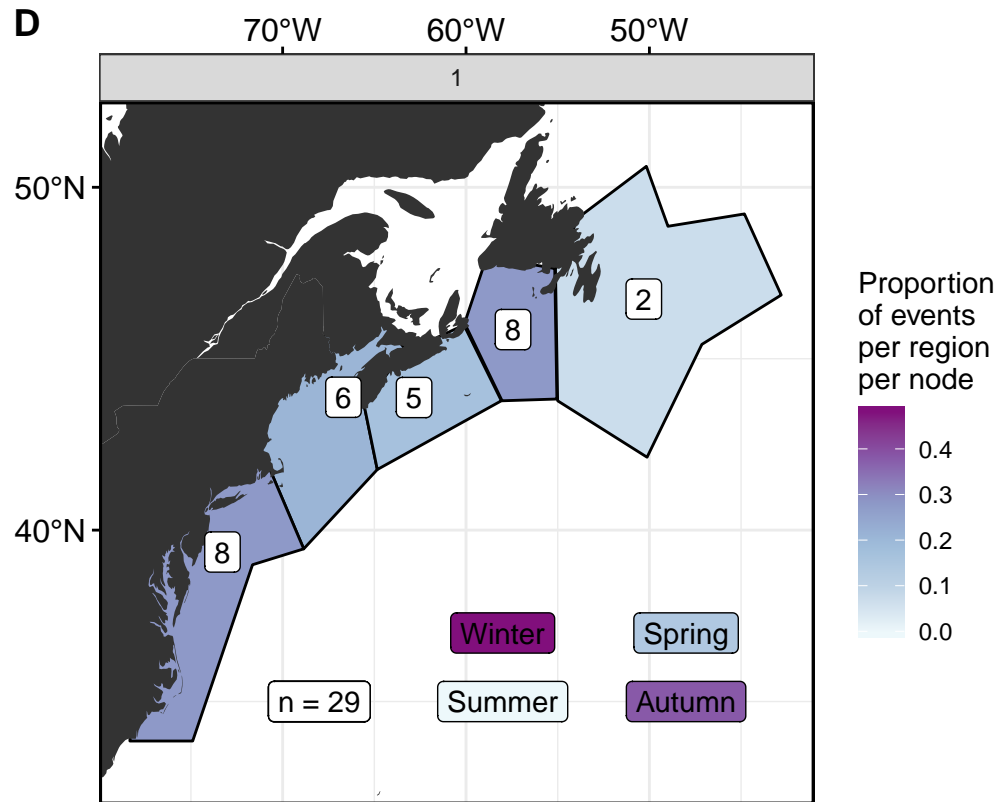 D
70°W 60°W 50°W
1
50°N
2
8
6 5
40°N
8
Winter Spring
n = 29 Summer Autumn
Proportion
of events
per region
per node
0.4
0.3
0.2
0.1
0.0